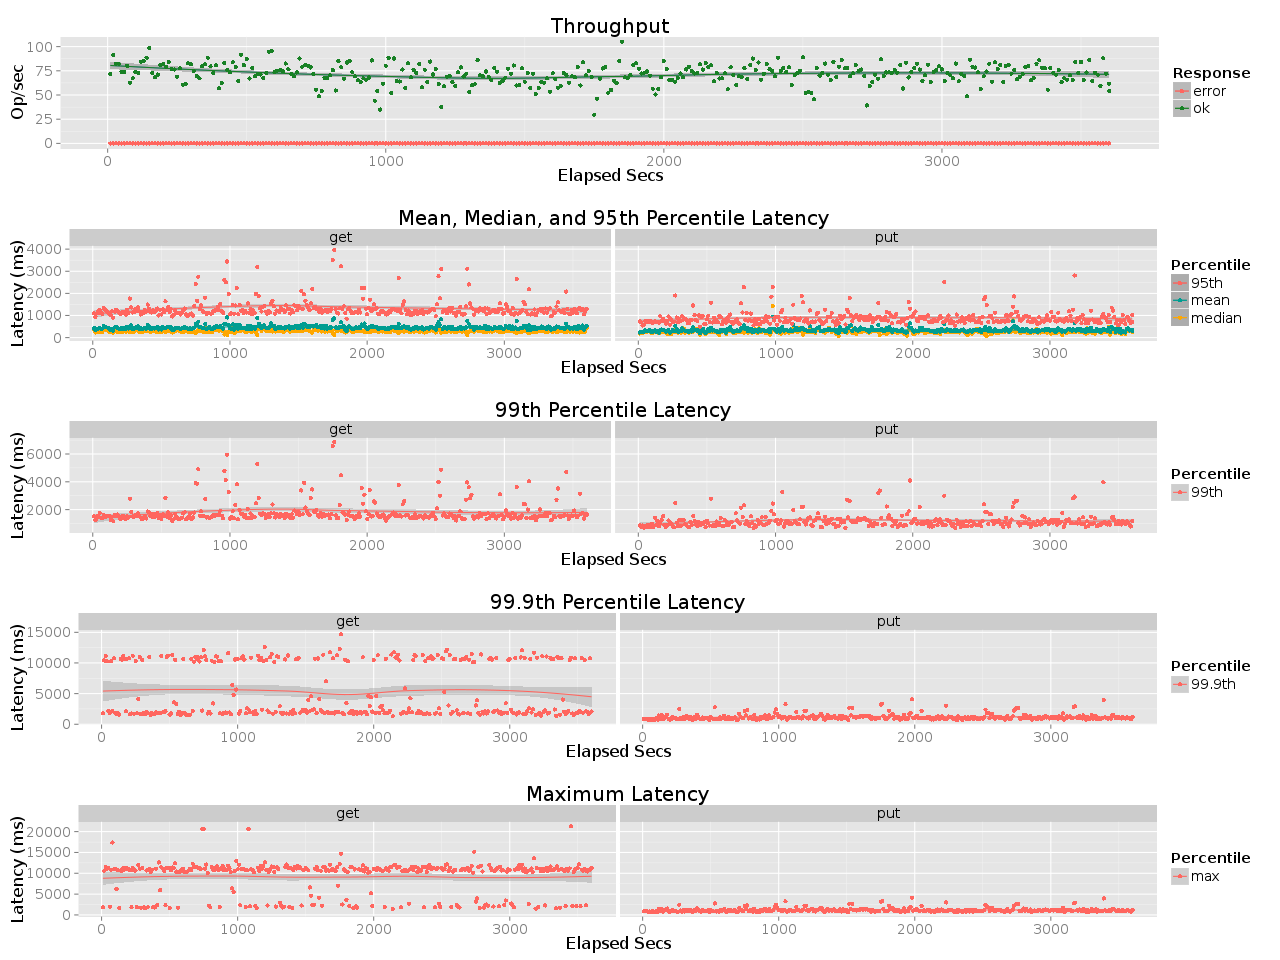 Throughput
100
75
50
25
0
Op/sec
0 1000 2000 3000
Elapsed Secs
Response
error
ok
Mean, Median, and 95th Percentile Latency
get put
4000
3000
2000
1000
0
Latency (ms)
0 1000 2000 3000 0 1000 2000 3000
Elapsed Secs
Percentile
95th
mean
median
99th Percentile Latency
get put
6000
4000
2000
Latency (ms)
0 1000 2000 3000 0 1000 2000 3000
Elapsed Secs
Percentile
99th
99.9th Percentile Latency
get put
15000
10000
5000
0
Latency (ms)
0 1000 2000 3000 0 1000 2000 3000
Elapsed Secs
Percentile
99.9th
Maximum Latency
get put
20000
15000
10000
5000
0
Latency (ms)
0 1000 2000 3000 0 1000 2000 3000
Elapsed Secs
Percentile
max